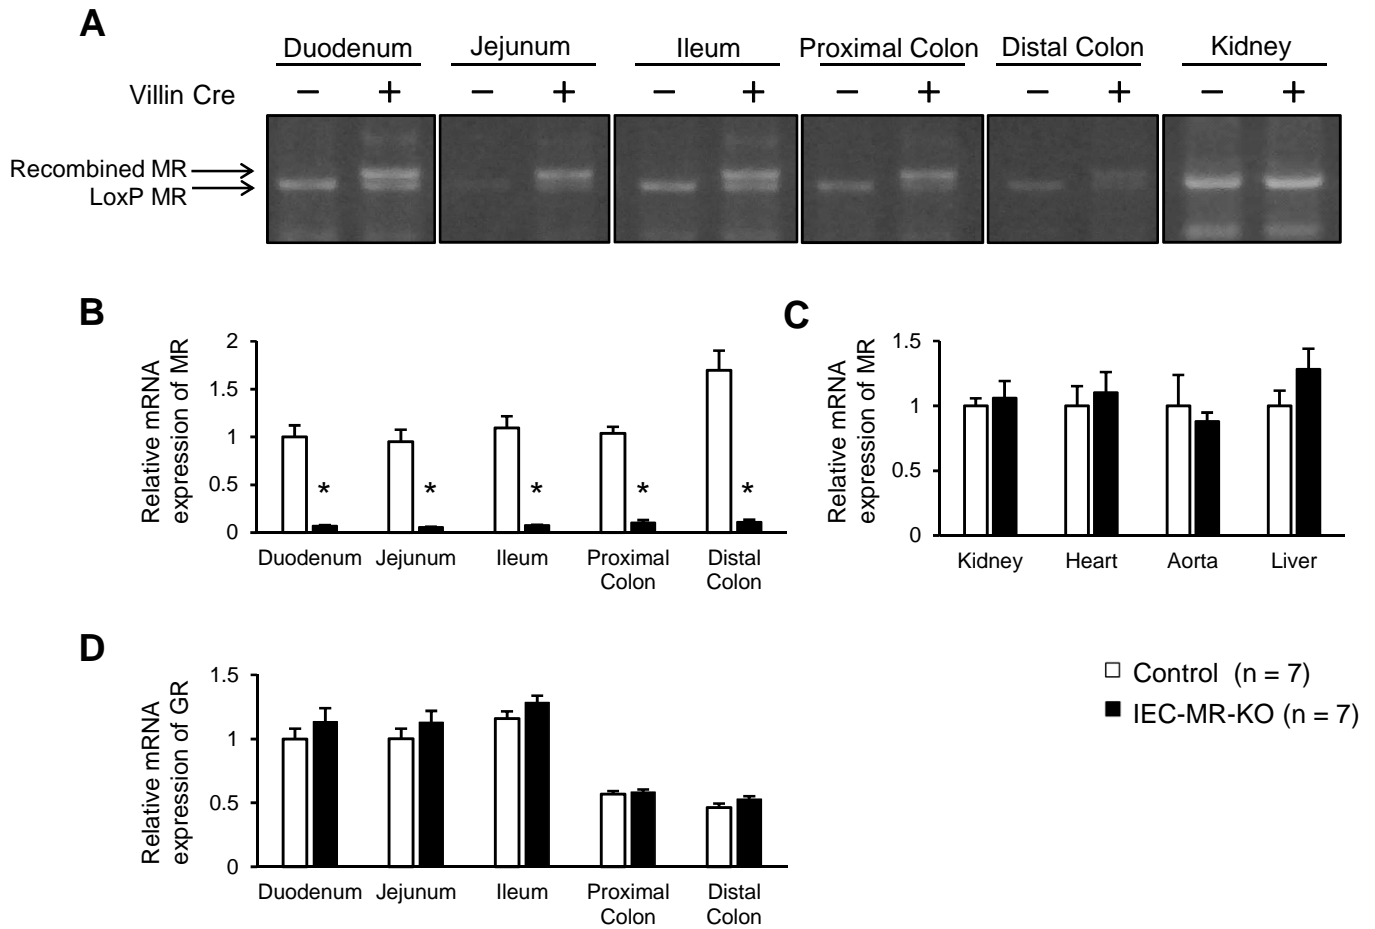 A
Duodenum Jejunum Ileum Proximal Colon Distal Colon Kidney
Villin Cre − + − + − + − + − + − +
Recombined MR
LoxP MR
B
Relative mRNA
expression of MR
2
1.5
1
0.5
0
* * * * *
Duodenum Jejunum Ileum Proximal Distal
Colon Colon
C
Relative mRNA
expression of MR
1.5
1
0.5
0
Kidney Heart Aorta Liver
D
Relative mRNA
expression of GR
1.5
1
0.5
0
Duodenum Jejunum Ileum Proximal Distal
Colon Colon
Control (n = 7)
IEC-MR-KO (n = 7)